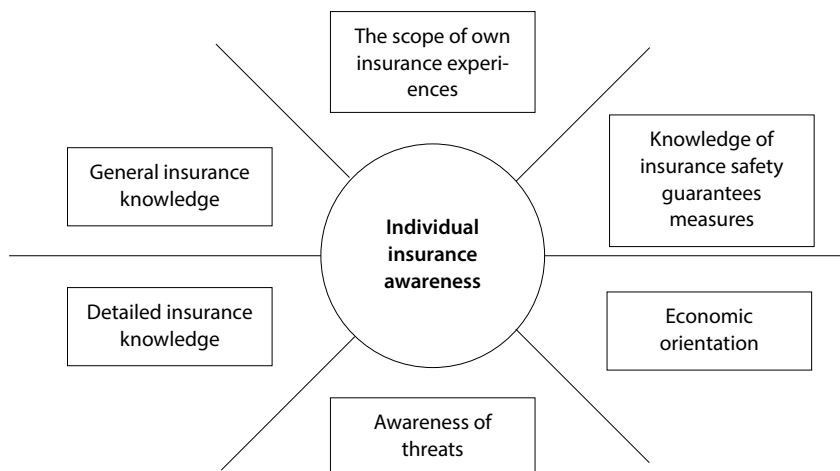 The scope of own
insurance experi-
ences
General insurance
knowledge
Knowledge of
insurance safety
guarantees
measures
Individual
insurance
awareness
Detailed insurance
knowledge
Economic
orientation
Awareness of
threats